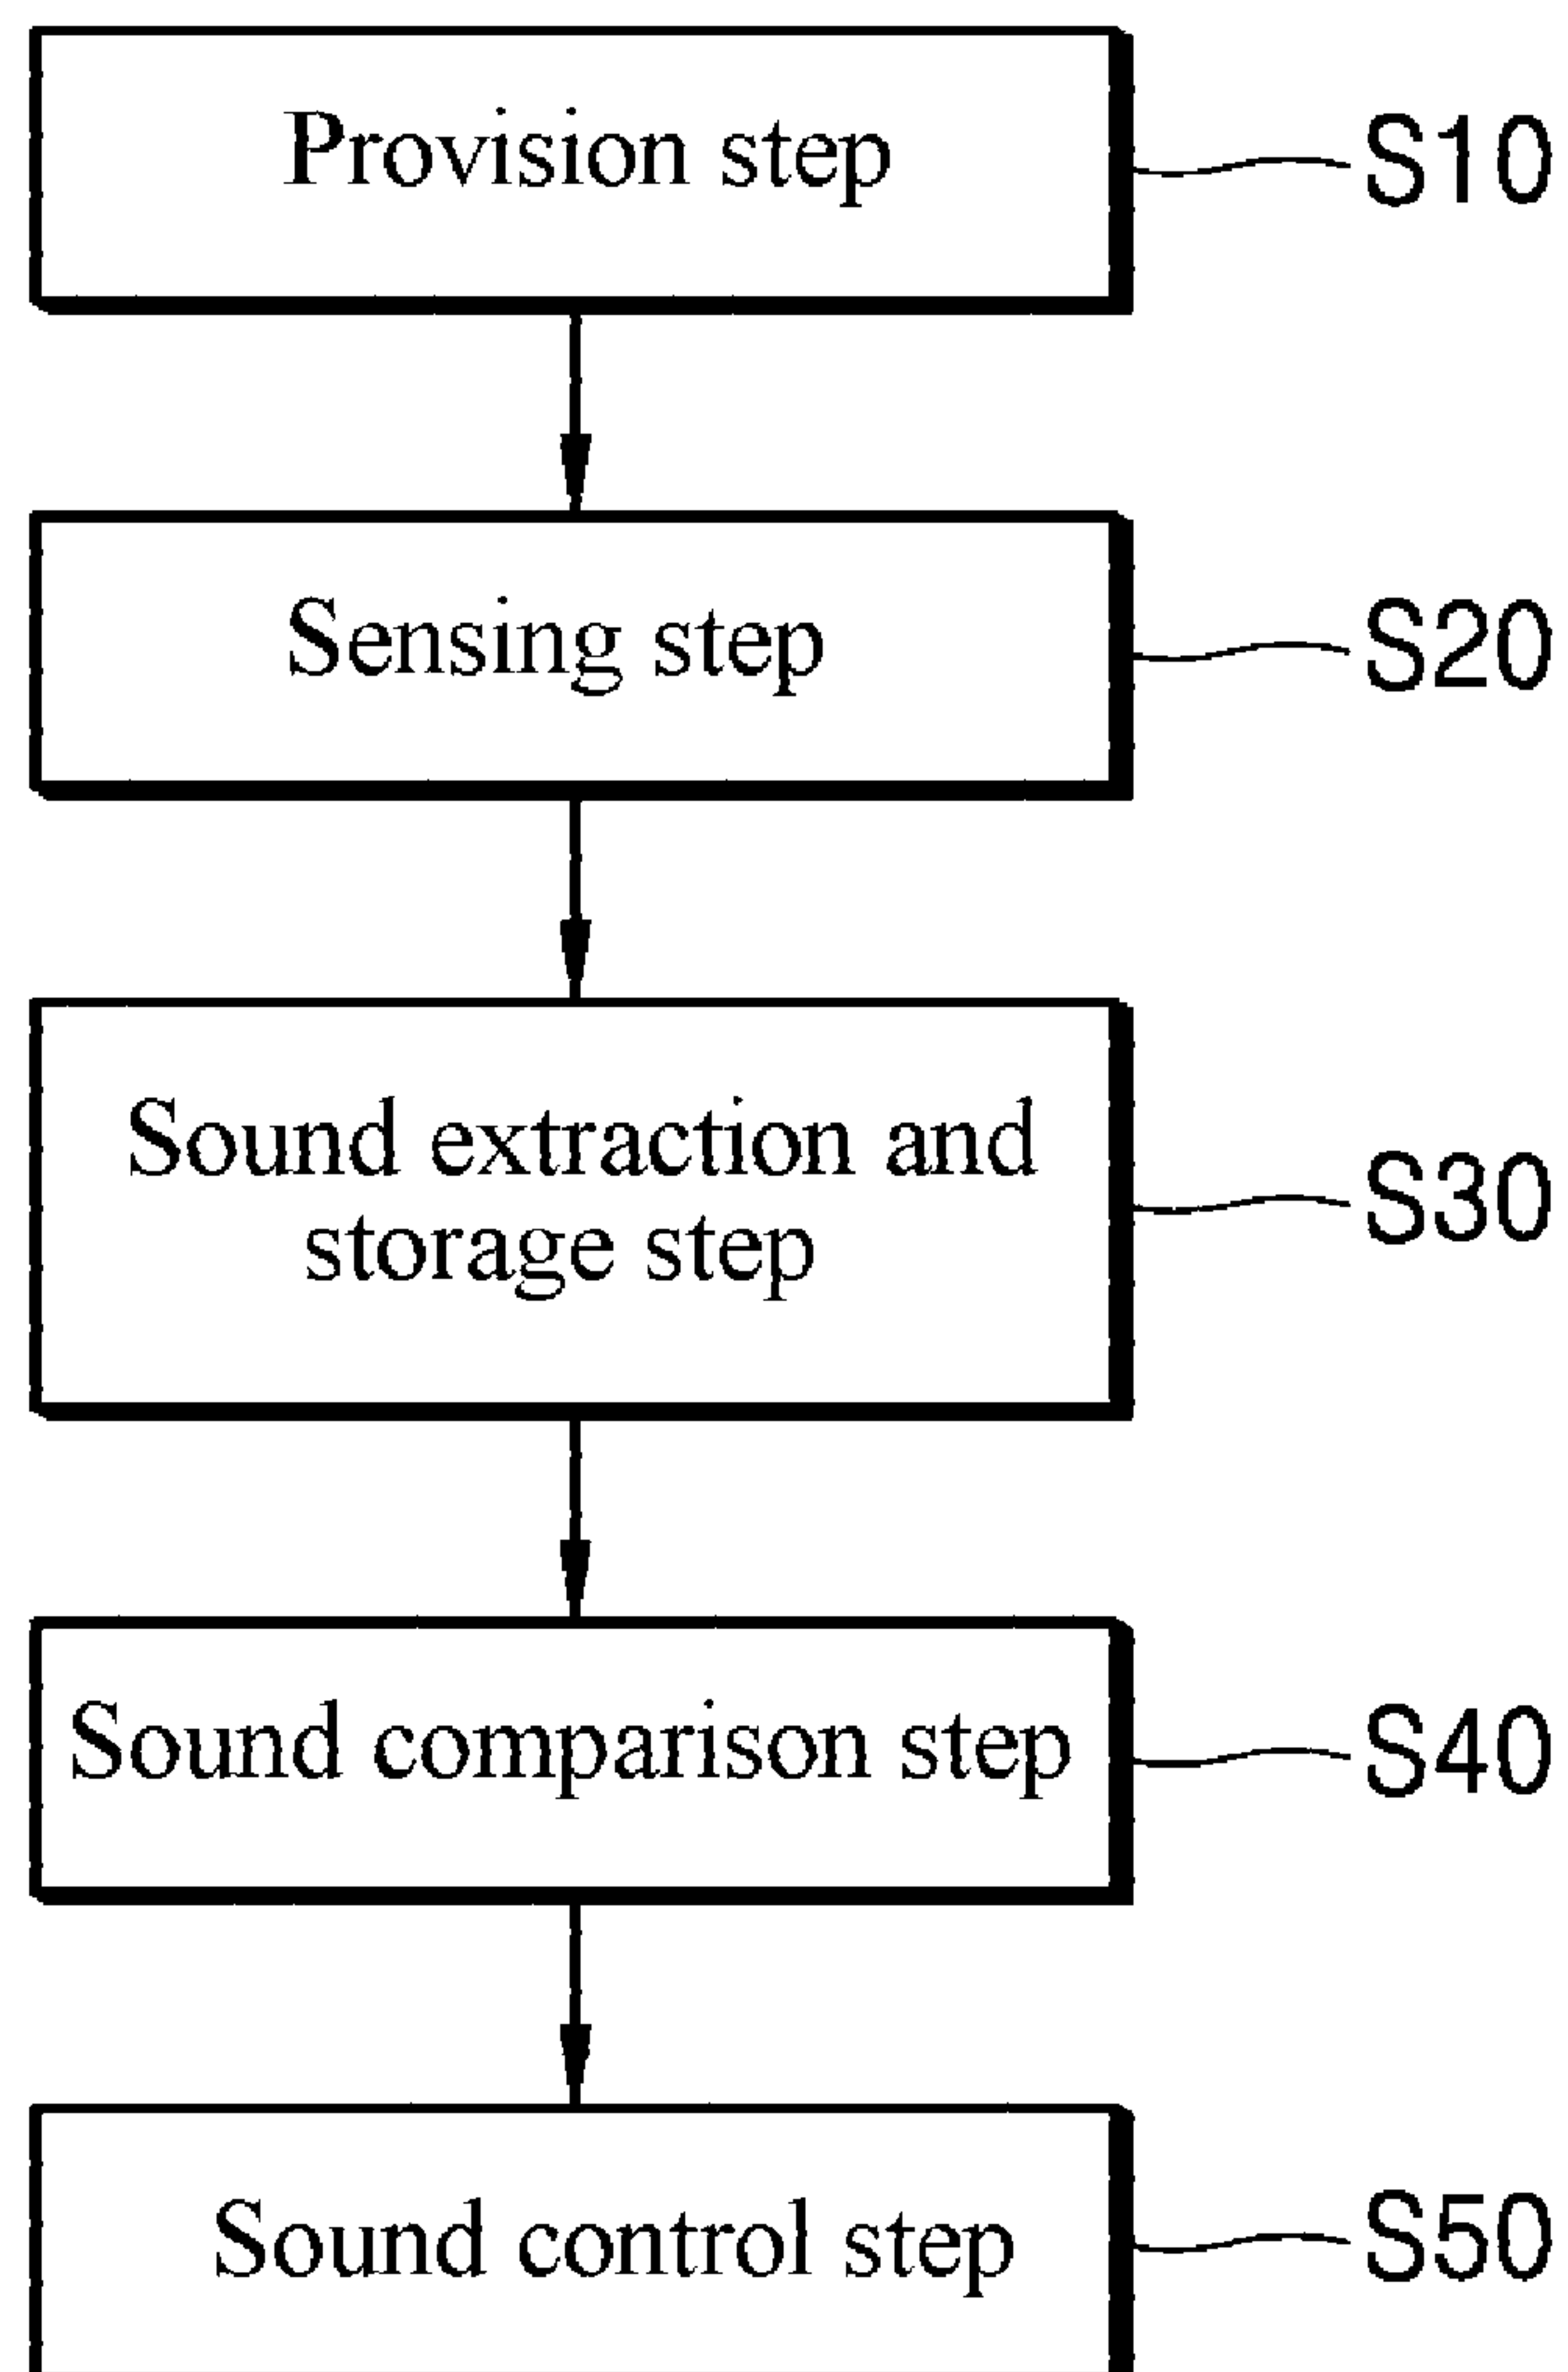 Provision step
S10
Sensing step
S20
Sound extraction and
storage step
S30
Sound comparison step
S40
Sound control step
S50